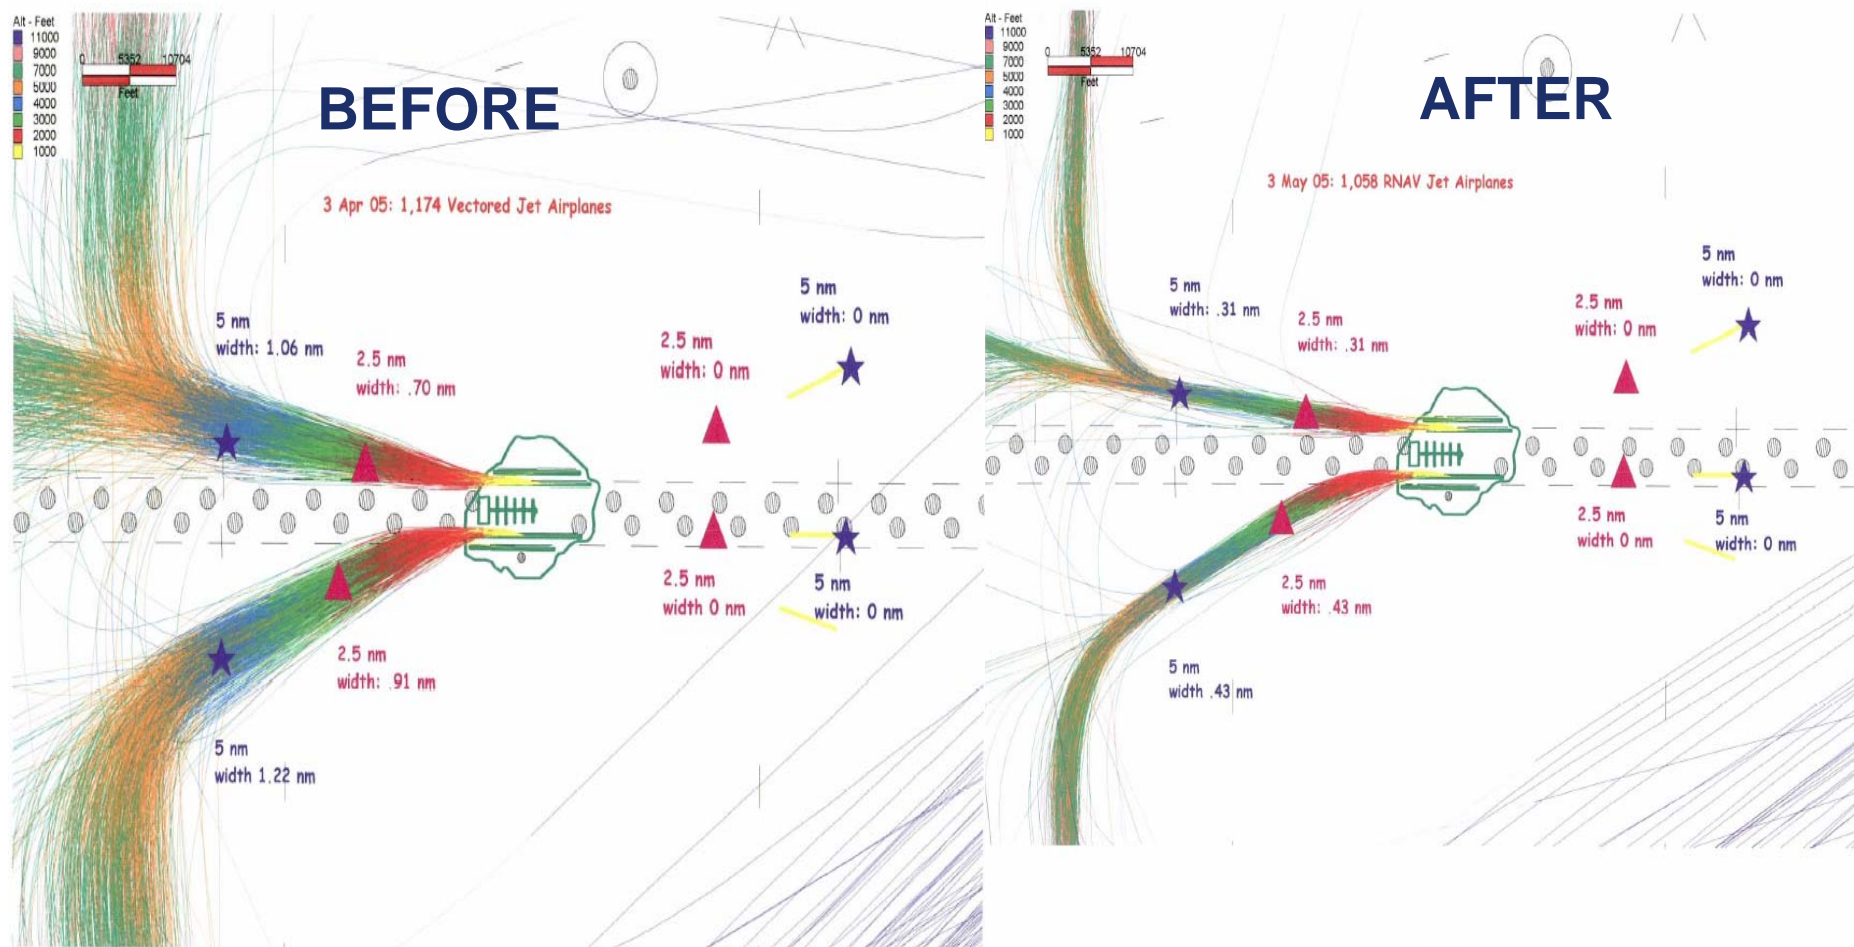 Alt - Feet
11000
9000
7000
5000
4000
3000
2000
1000
0 5352 10704
Feet
BEFORE
3 Apr 05: 1,174 Vectored Jet Airplanes
5 nm
width: 1.06 nm
2.5 nm
width: .70 nm
2.5 nm
width: 0 nm
5 nm
width: 0 nm
2.5 nm
width: .91 nm
2.5 nm
width 0 nm
5 nm
width: 0 nm
5 nm
width 1.22 nm
Alt - Feet
11000
9000
7000
5000
4000
3000
2000
1000
0 5352 10704
Feet
AFTER
3 May 05: 1,058 RNAV Jet Airplanes
5 nm
width: .31 nm
2.5 nm
width: .31 nm
2.5 nm
width: 0 nm
5 nm
width: 0 nm
2.5 nm
width: .43 nm
2.5 nm
width 0 nm
5 nm
width: 0 nm
5 nm
width .43 nm